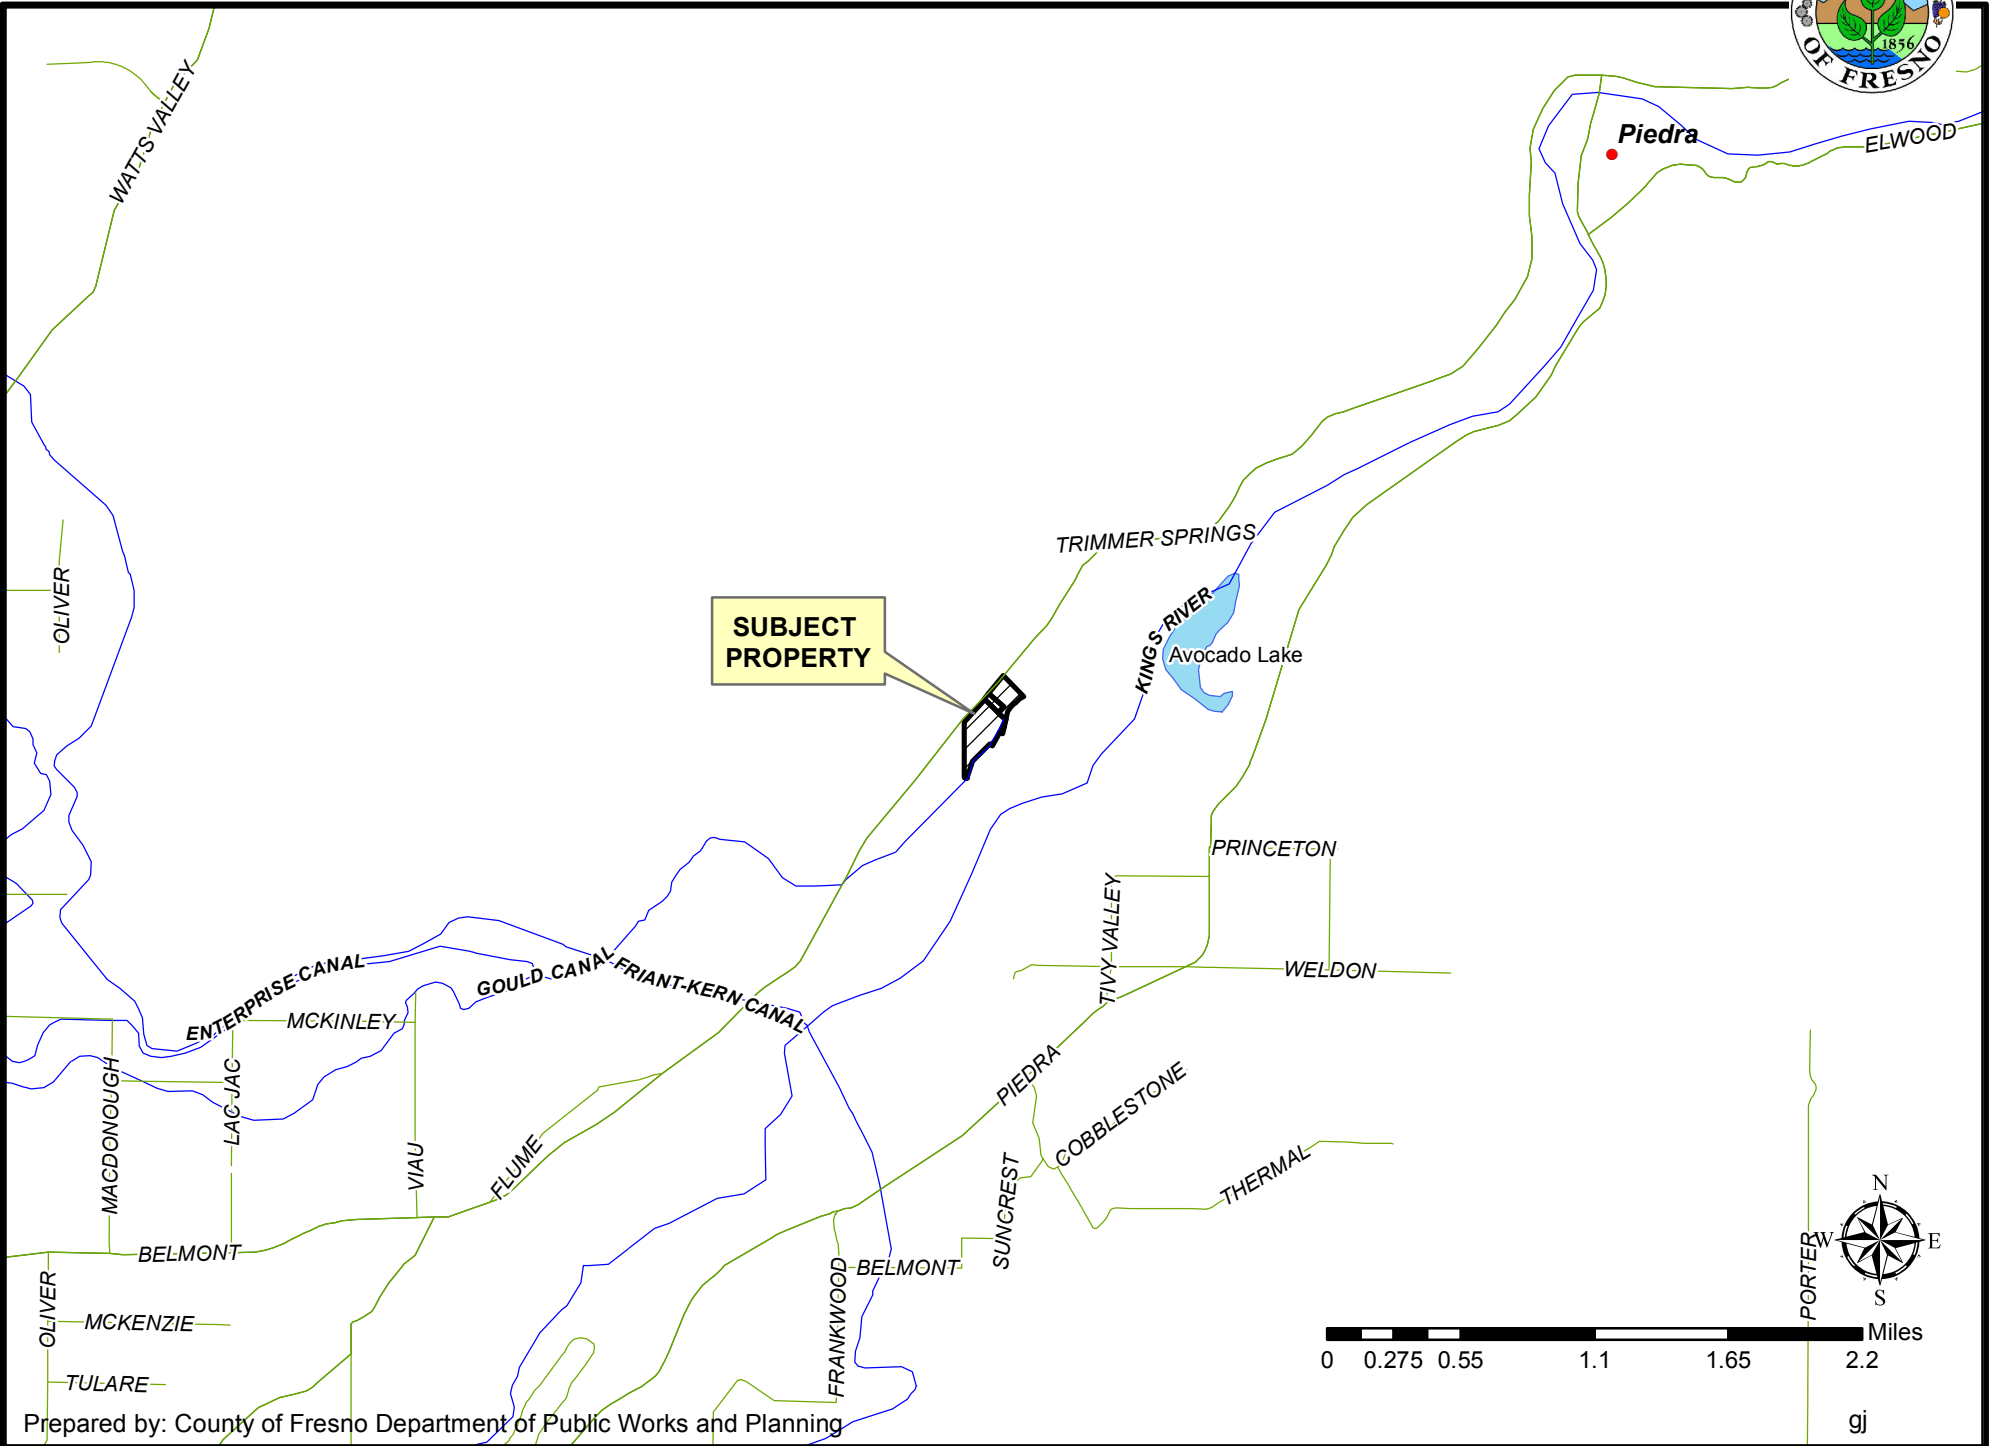 1856
OF FRESNO
WATTS VALLEY
Piedra
ELWOOD
TRIMMER SPRINGS
OLIVER
KINGS RIVER
SUBJECT
PROPERTY
Avocado Lake
PRINCETON
TIVY VALLEY
WELDON
ENTERPRISE CANAL
GOULD CANAL
FRIANT-KERN CANAL
MCKINLEY
MACDONOUGH
LAC JAC
VIAU
FLUME
PIEDRA
COBBLESTONE
SUNCREST
THERMAL
BELMONT
BELMONT
FRANKWOOD
OLIVER
MCKENZIE
TULARE
PORTER
N
W
E
S
Miles
0 0.275 0.55 1.1 1.65 2.2
Prepared by: County of Fresno Department of Public Works and Planning
gj